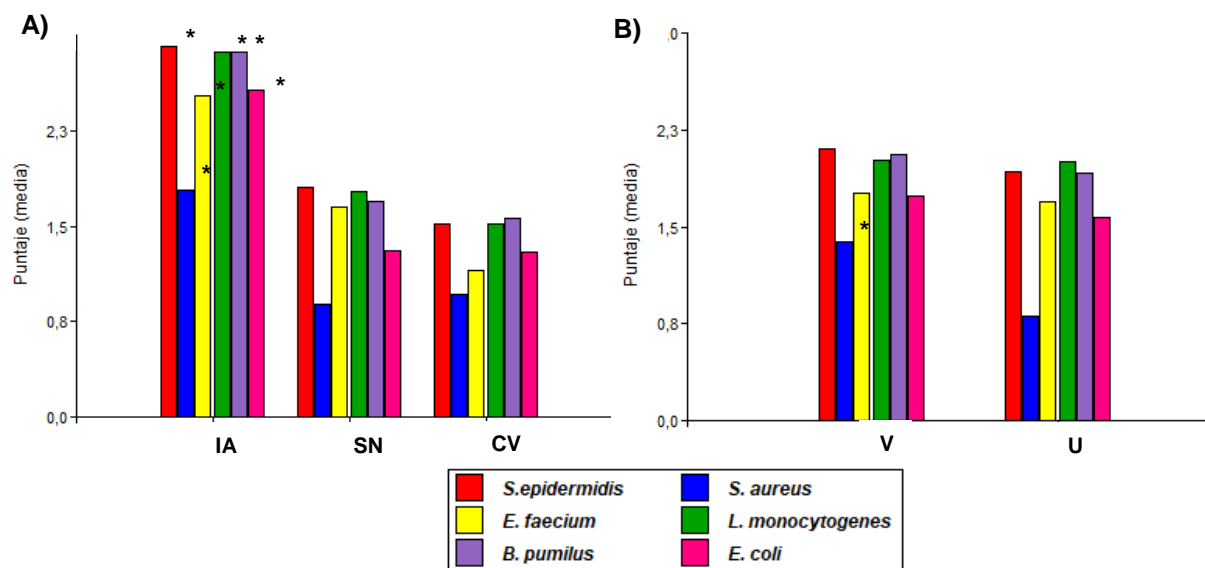 A)
Puntaje (media)
2,3
1,5
0,8
0,0
* * * * * *
IA SN CV
B)
Puntaje (media)
,0
2,3
1,5
0,8
0,0
*
V U
S.epidermidis S. aureus
E. faecium L. monocytogenes
B. pumilus E. coli